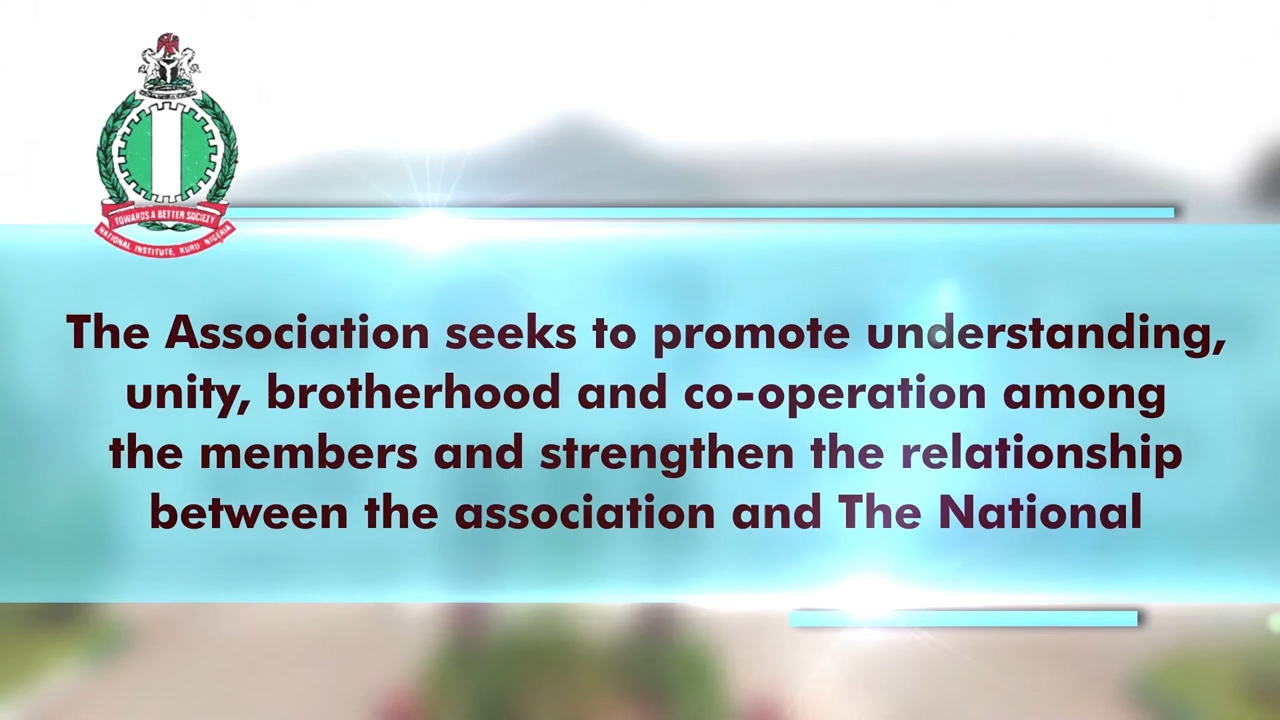 TOWARDS A BETTER SOCIETY
NATIONAL INSTITUTE, KURU NIGERIA
The Association seeks to promote understanding,
unity, brotherhood and co-operation among
the members and strengthen the relationship
between the association and The National